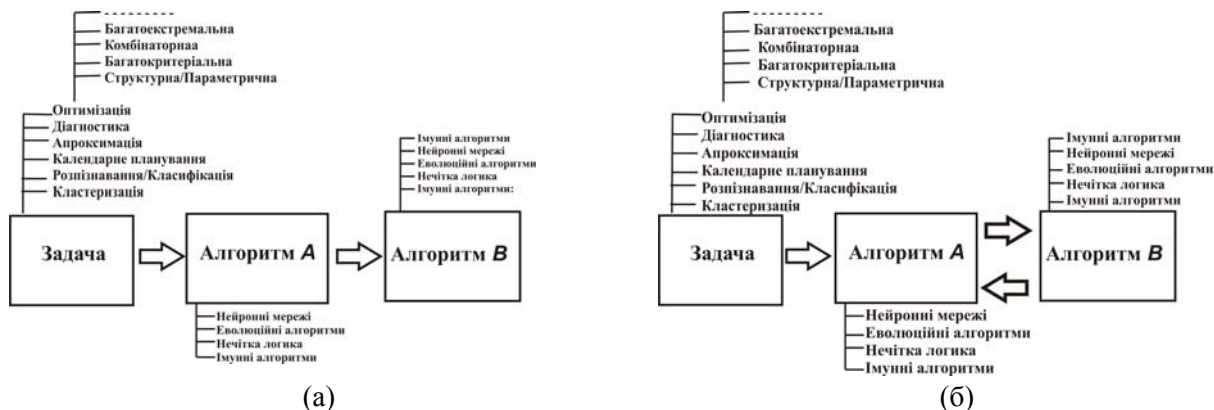 Багатоекстремальна
Комбінаторнаа
Багатокритеріальна
Структурна/Параметрична
Оптимізація
Діагностика
Апроксимація
Календарне планування
Розпізнавання/Класифікація
Кластеризація
Імунні алгоритми
Нейронні мережі
Еволюційні алгоритми
Нечітка логика
Імунні алгоритми:
Задача
Алгоритм A
Алгоритм B
Нейронні мережі
Еволюційні алгоритми
Нечітка логика
Імунні алгоритми
(а)
Багатоекстремальна
Комбінаторнаа
Багатокритеріальна
Структурна/Параметрична
Оптимізація
Діагностика
Апроксимація
Календарне планування
Розпізнавання/Класифікація
Кластеризація
Імунні алгоритми
Нейронні мережі
Еволюційні алгоритми
Нечітка логика
Імунні алгоритми
Задача
Алгоритм A
Алгоритм B
Нейронні мережі
Еволюційні алгоритми
Нечітка логика
Імунні алгоритми
(б)